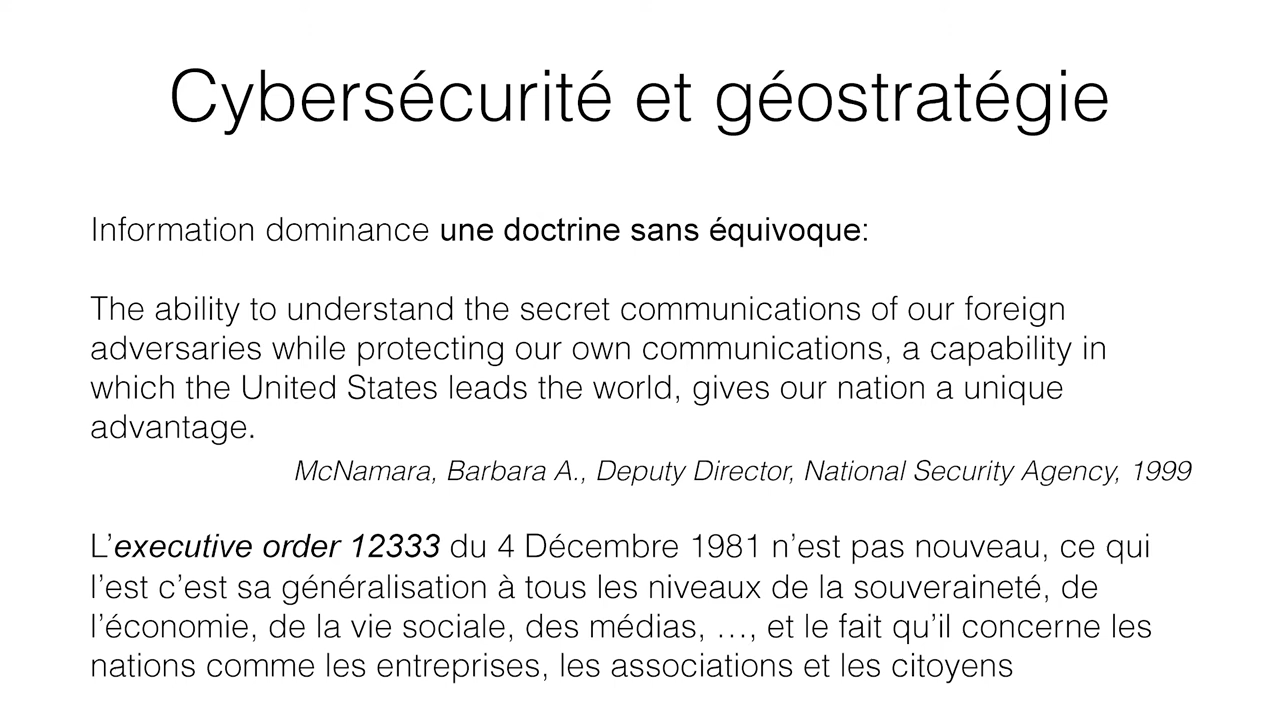 Cybersécurité et géostratégie
Information dominance une doctrine sans équivoque:
The ability to understand the secret communications of our foreign
adversaries while protecting our own communications, a capability in
which the United States leads the world, gives our nation a unique
advantage.
McNamara, Barbara A., Deputy Director, National Security Agency, 1999
L’executive order 12333 du 4 Décembre 1981 n’est pas nouveau, ce qui
l’est c’est sa généralisation à tous les niveaux de la souveraineté, de
l’économie, de la vie sociale, des médias, …, et le fait qu’il concerne les
nations comme les entreprises, les associations et les citoyens